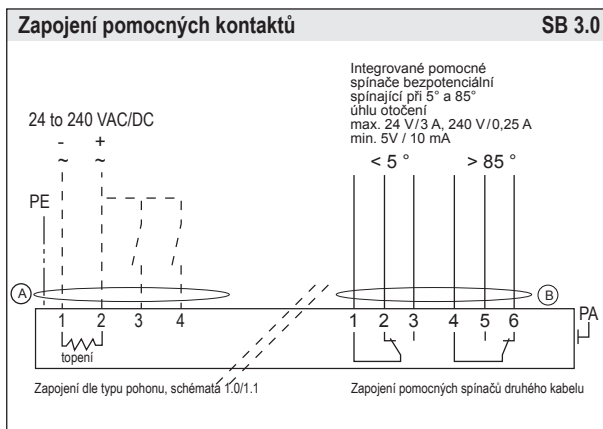 Zapojení pomocných kontaktů SB 3.0
Integrované pomocné
spínače bezpotenciální
spínající při 5° a 85°
úhlu otočení
max. 24 V/3 A, 240 V/0,25 A
min. 5V / 10 mA
24 to 240 VAC/DC
- +
~ ~
< 5 ° > 85 °
PE
A B
1 2 3 4 1 2 3 4 5 6 PA
topení
Zapojení dle typu pohonu, schémata 1.0/1.1 Zapojení pomocných spínačů druhého kabelu